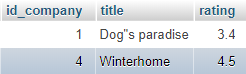 id_company title rating
1 Dog"s paradise 3.4
4 Winterhome 4.5